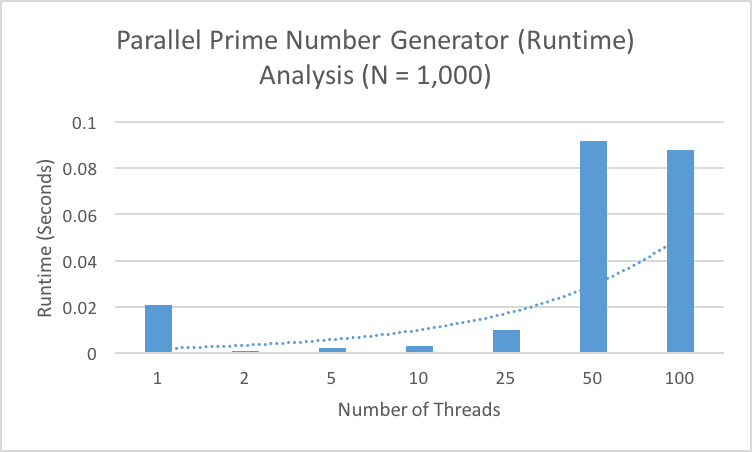 Parallel Prime Number Generator (Runtime)
Analysis (N = 1,000)
0.1
0.08
0.06
0.04
0.02
0
Runtime (Seconds)
1 2 5 10 25 50 100
Number of Threads